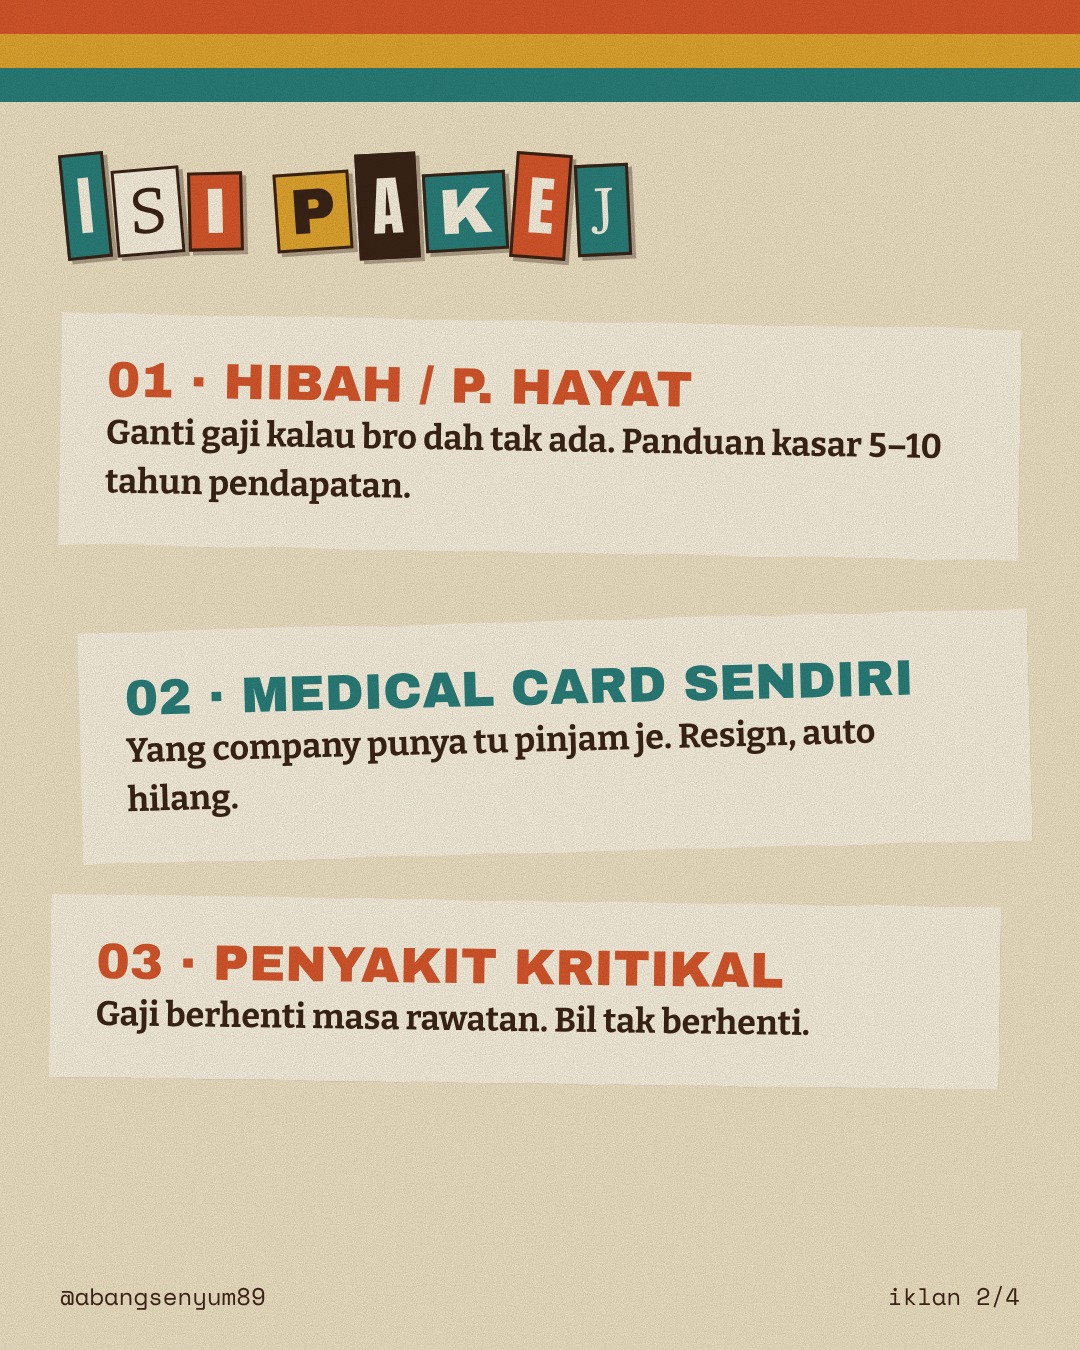 ISI PAKEJ
01 · HIBAH / P. HAYAT
Ganti gaji kalau bro dah tak ada. Panduan kasar 5–10
tahun pendapatan.
02 · MEDICAL CARD SENDIRI
Yang company punya tu pinjam je. Resign, auto
hilang.
03 · PENYAKIT KRITIKAL
Gaji berhenti masa rawatan. Bil tak berhenti.
@abangsenyum89
iklan 2/4